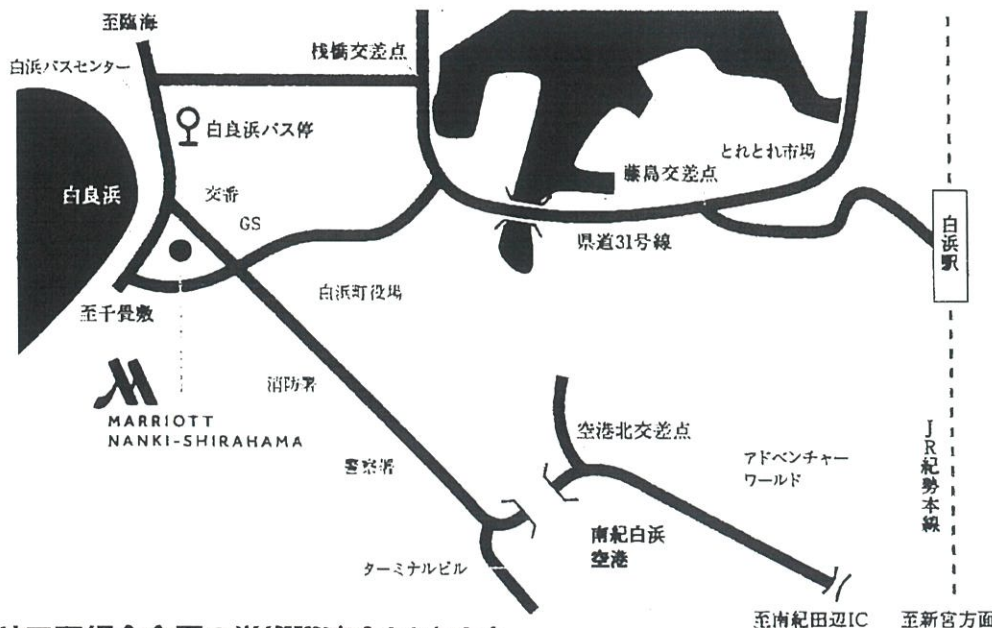 至臨海
白浜バスセンター
桟橋交差点
白良浜バス停
とれとれ市場
藤島交差点
白良浜
交番
GS
県道31号線
白浜駅
白浜町役場
至千畳敷
消防署
MARRIOTT
NANKI-SHIRAHAMA
空港北交差点
警察署
アドベンチャー
ワールド
JR紀勢本線
南紀白浜
空港
ターミナルビル
至南紀田辺IC
至新宮方面